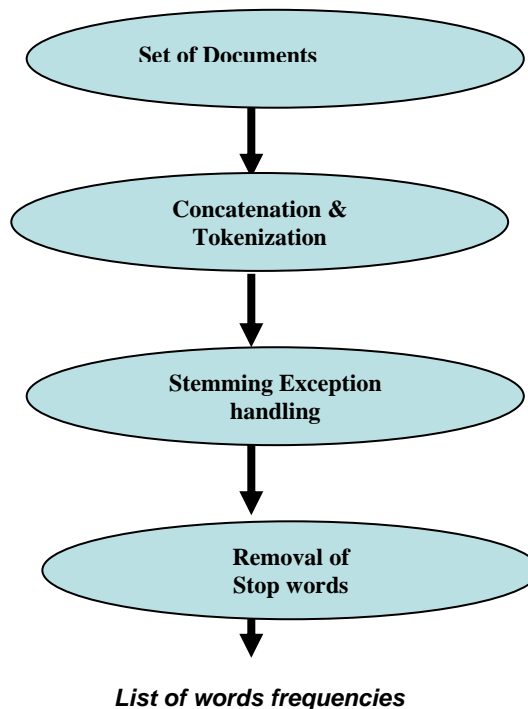 Set of Documents
Concatenation &
Tokenization
Stemming Exception
handling
Removal of
Stop words
List of words frequencies